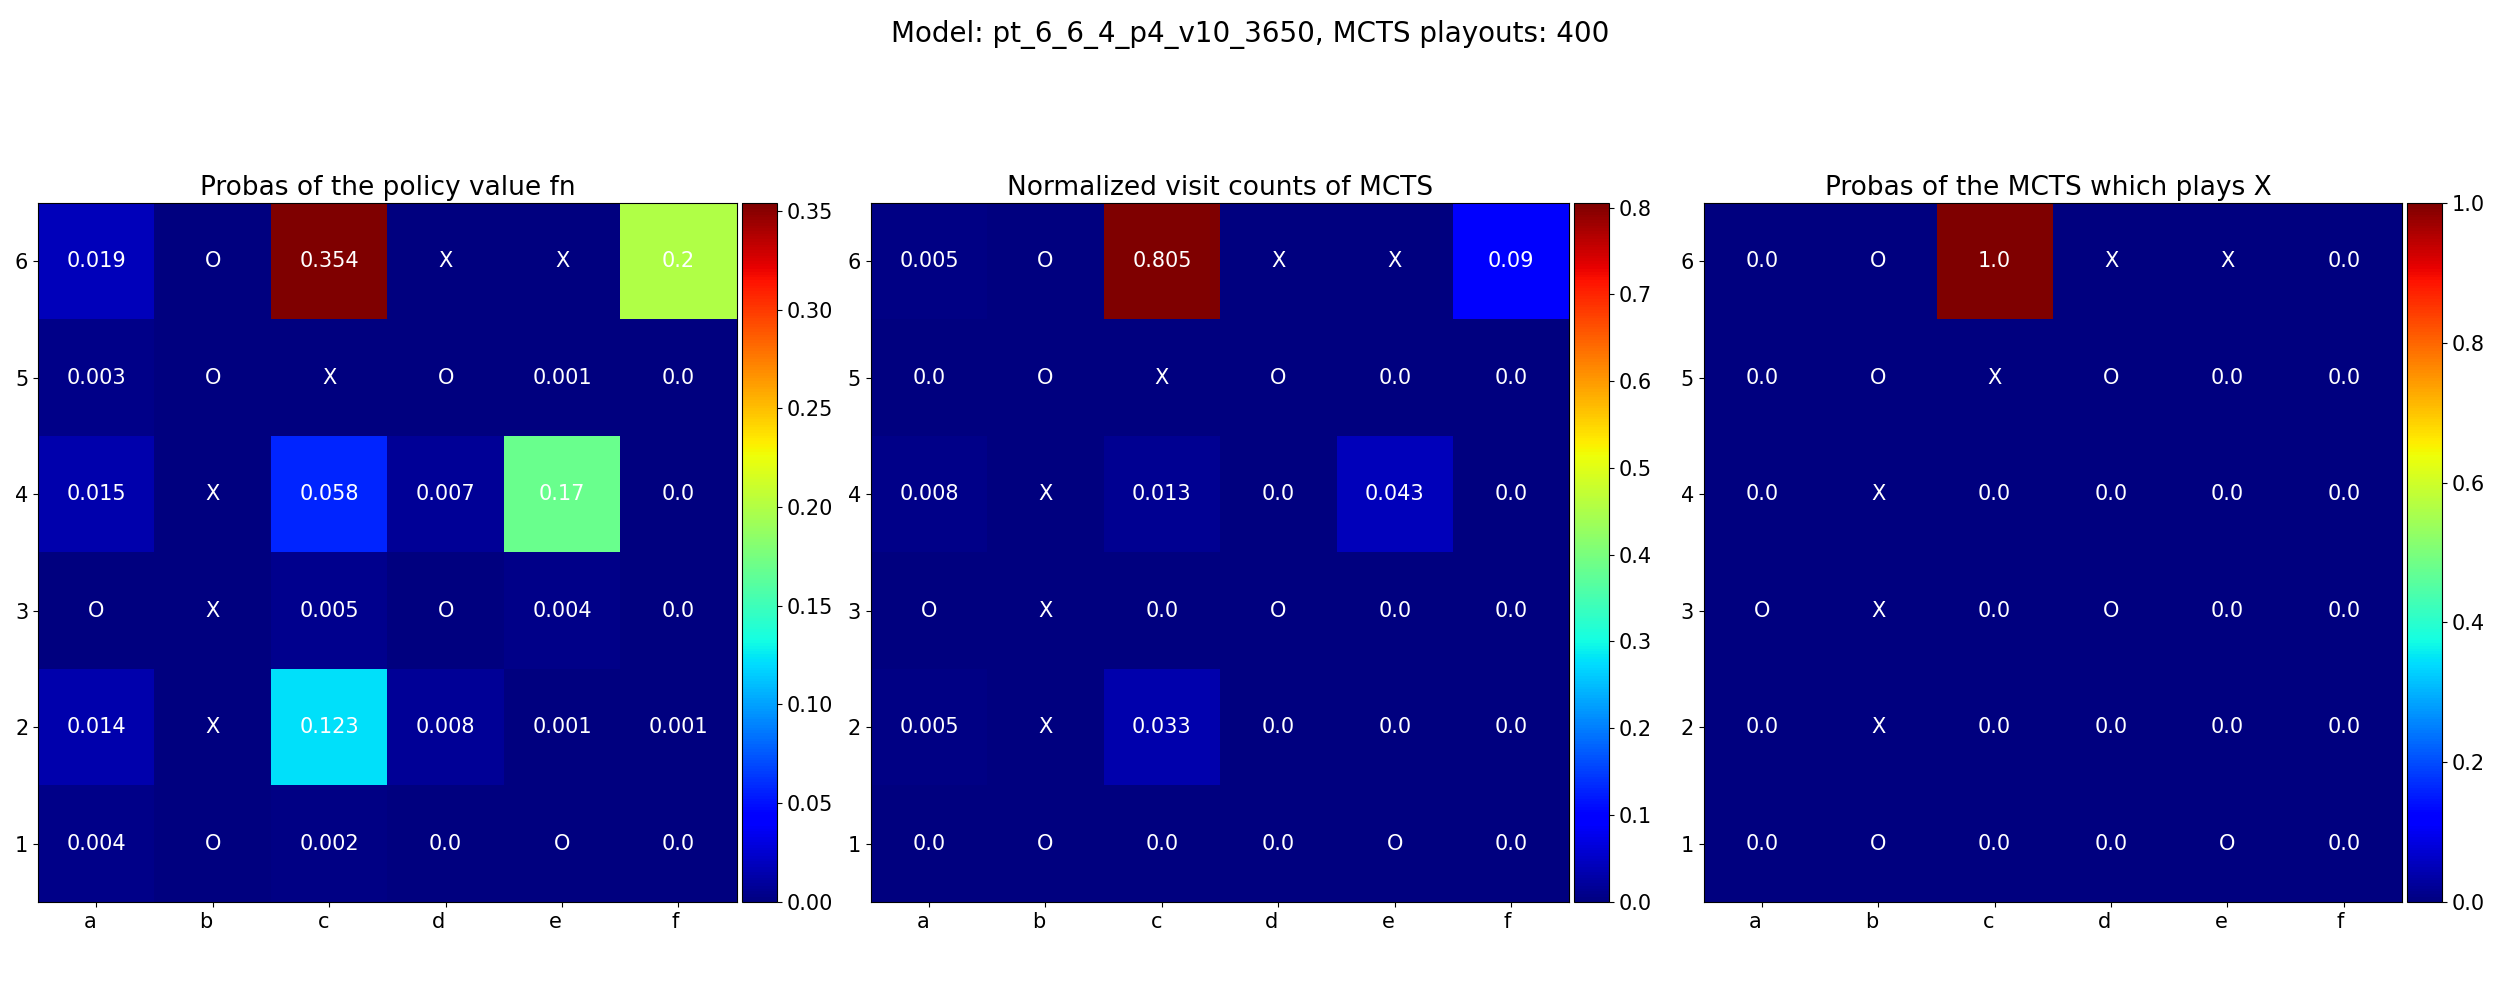 Model: pt_6_6_4_p4_v10_3650, MCTS playouts: 400
Probas of the policy value fn
6 0.019 O 0.354 X X 0.2
5 0.003 O X O 0.001 0.0
4 0.015 X 0.058 0.007 0.17 0.0
3 O X 0.005 O 0.004 0.0
2 0.014 X 0.123 0.008 0.001 0.001
1 0.004 O 0.002 0.0 O 0.0
a b c d e f
0.35
0.30
0.25
0.20
0.15
0.10
0.05
0.00
Normalized visit counts of MCTS
6 0.005 O 0.805 X X 0.09
5 0.0 O X O 0.0 0.0
4 0.008 X 0.013 0.0 0.043 0.0
3 O X 0.0 O 0.0 0.0
2 0.005 X 0.033 0.0 0.0 0.0
1 0.0 O 0.0 0.0 O 0.0
a b c d e f
0.8
0.7
0.6
0.5
0.4
0.3
0.2
0.1
0.0
Probas of the MCTS which plays X
6 0.0 O 1.0 X X 0.0
5 0.0 O X O 0.0 0.0
4 0.0 X 0.0 0.0 0.0 0.0
3 O X 0.0 O 0.0 0.0
2 0.0 X 0.0 0.0 0.0 0.0
1 0.0 O 0.0 0.0 O 0.0
a b c d e f
1.0
0.8
0.6
0.4
0.2
0.0